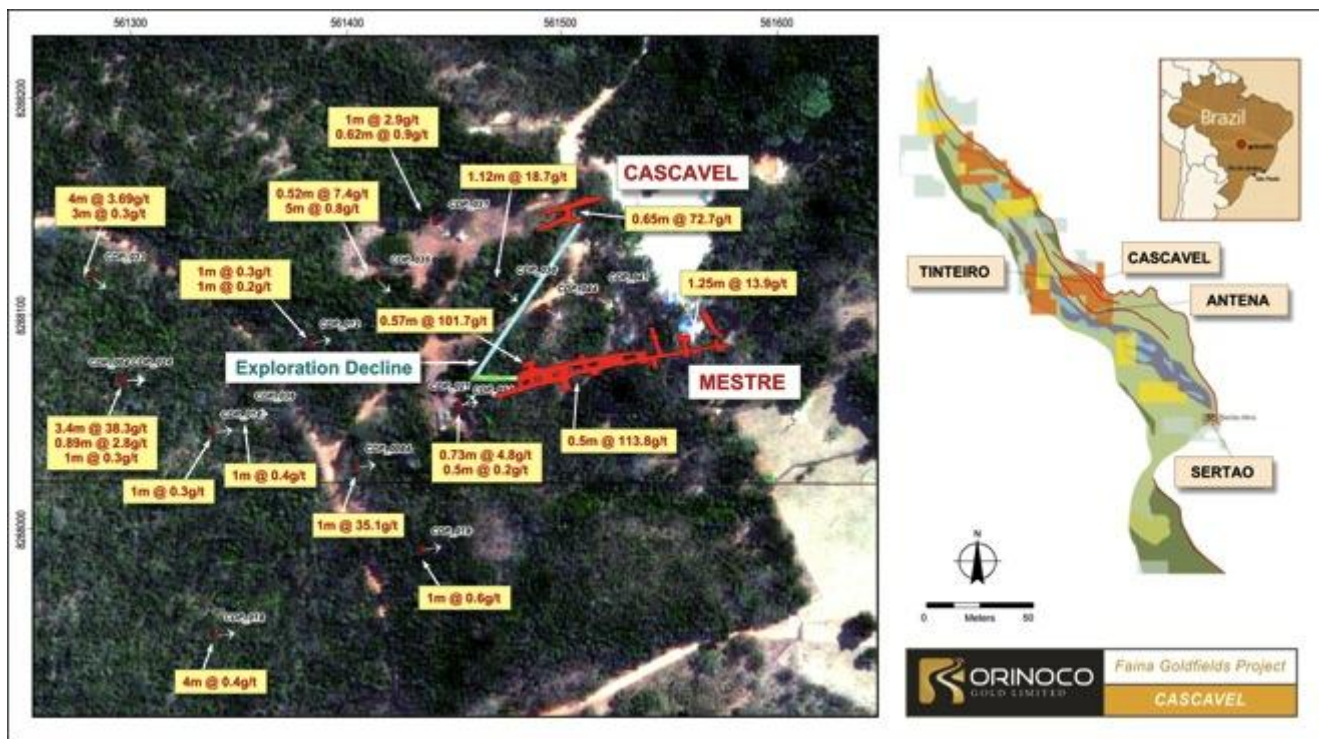 561300
561400
561500
561600
8288200
8288100
8288000
1m @ 2.9g/t
0.62m @ 0.9g/t
1.12m @ 18.7g/t
CASCAVEL
4m @ 3.69g/t
3m @ 0.3g/t
0.52m @ 7.4g/t
5m @ 0.8g/t
0.65m @ 72.7g/t
1m @ 0.3g/t
1m @ 0.2g/t
1.25m @ 13.9g/t
0.57m @ 101.7g/t
Exploration Decline
MESTRE
3.4m @ 38.3g/t
0.89m @ 2.8g/t
1m @ 0.3g/t
0.73m @ 4.8g/t
0.5m @ 0.2g/t
0.5m @ 113.8g/t
1m @ 0.3g/t
1m @ 0.4g/t
1m @ 35.1g/t
CDP_019
1m @ 0.6g/t
CDP_018
4m @ 0.4g/t
Brazil
TINTEIRO
CASCAVEL
ANTENA
SERTAO
N
0
Meters
50
ORINOCO
GOLD LIMITED
Faina Goldfields Project
CASCAVEL